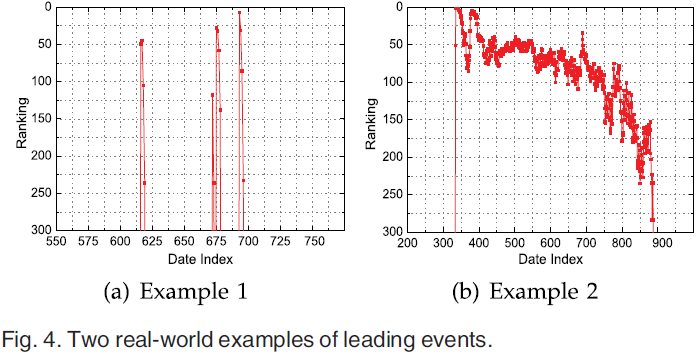 0
50
100
150
200
250
300
Ranking
550 575 600 625 650 675 700 725 750
Date Index
(a) Example 1
0
50
100
150
200
250
300
Ranking
200 300 400 500 600 700 800 900
Date Index
(b) Example 2
Fig. 4. Two real-world examples of leading events.